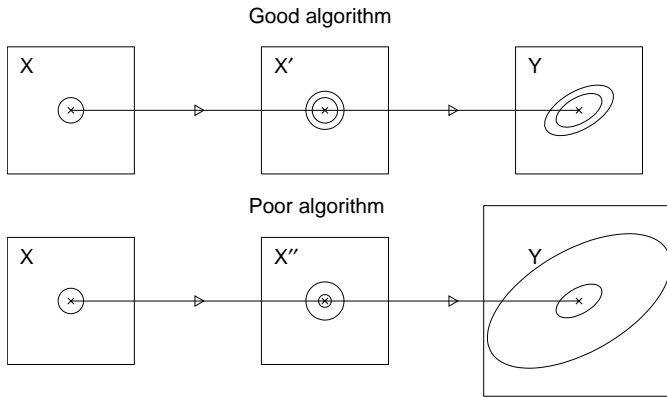 Good algorithm
X X′ Y
Poor algorithm
X X″ Y